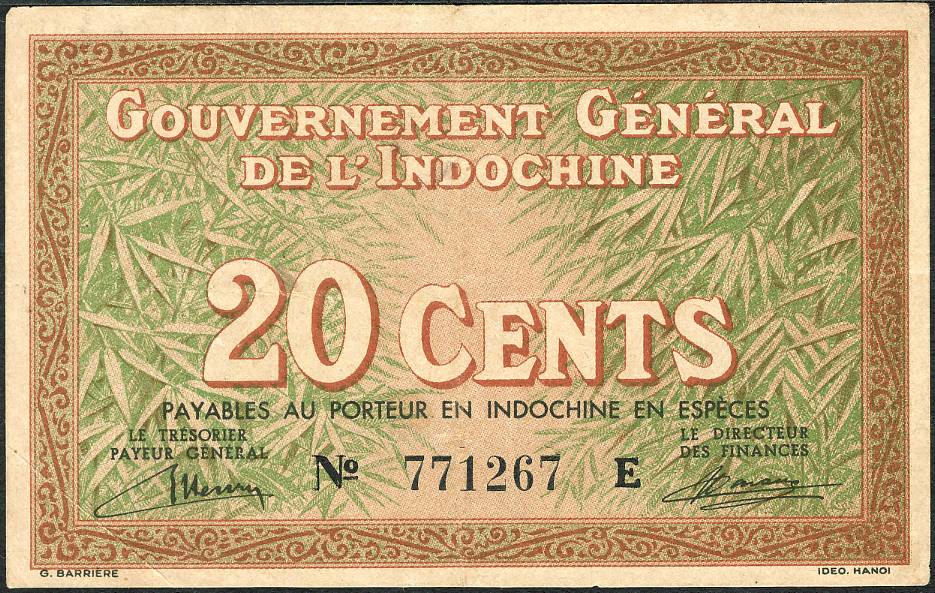 GOUVERNEMENT GÉNÉRAL
DE L'INDOCHINE
20 CENTS
PAYABLES AU PORTEUR EN INDOCHINE EN ESPÈCES
LE TRÉSORIER
PAYEUR GÉNÉRAL
LE DIRECTEUR
DES FINANCES
Nº 771267 E
G. BARRIÈRE
IDEO. HANOI